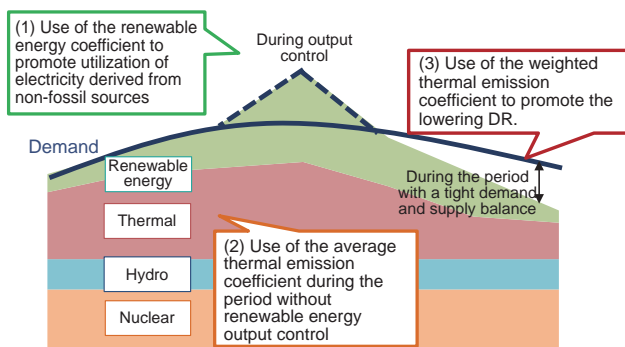 (1) Use of the renewable
energy coefficient to
promote utilization of
electricity derived from
non-fossil sources
During output
control
(3) Use of the weighted
thermal emission
coefficient to promote the
lowering DR.
Demand
Renewable
energy
During the period
with a tight demand
and supply balance
Thermal
(2) Use of the average
thermal emission
coefficient during the
period without
renewable energy
output control
Hydro
Nuclear